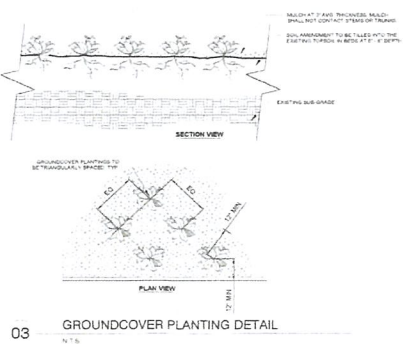 MULCH AT 3" AVG. THICKNESS. MULCH
SHALL NOT CONTACT STEMS OR TRUNKS
SOIL AMENDMENT TO BE TILLED INTO THE
EXISTING TOPSOIL IN BEDS AT 6" - 8" DEPTH
EXISTING SUB-GRADE
SECTION VIEW
GROUNDCOVER PLANTINGS TO
BE TRIANGULARLY SPACED, TYP.
EQ
EQ
12" MIN
12" MIN
PLAN VIEW
03 GROUNDCOVER PLANTING DETAIL
N.T.S.